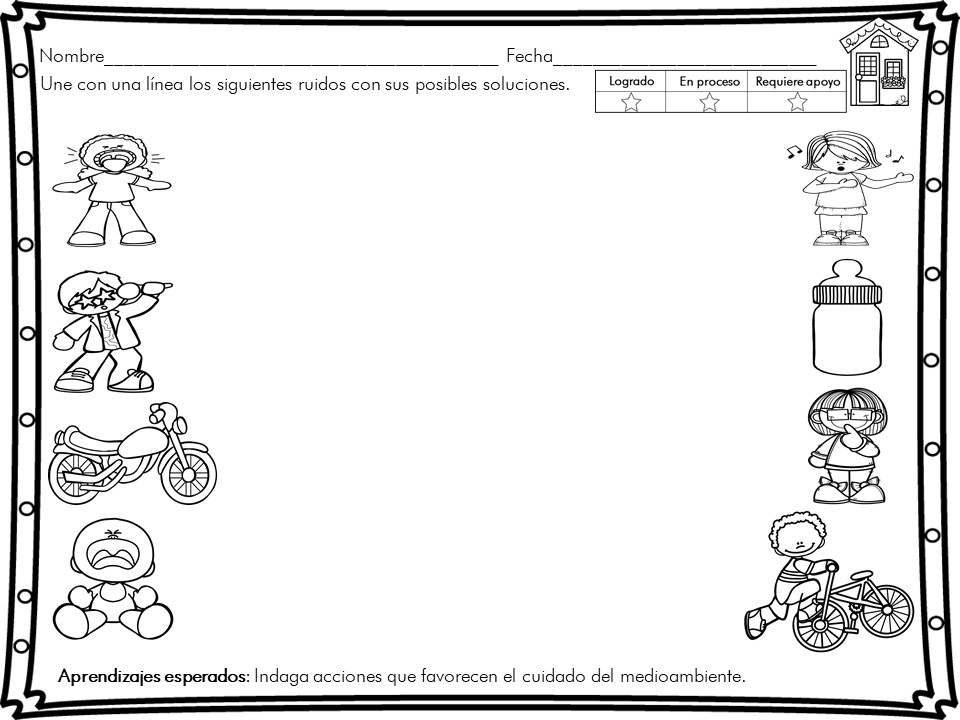 Nombre________________________________________ Fecha___________________________
Une con una línea los siguientes ruidos con sus posibles soluciones.
Logrado En proceso Requiere apoyo
Aprendizajes esperados: Indaga acciones que favorecen el cuidado del medioambiente.